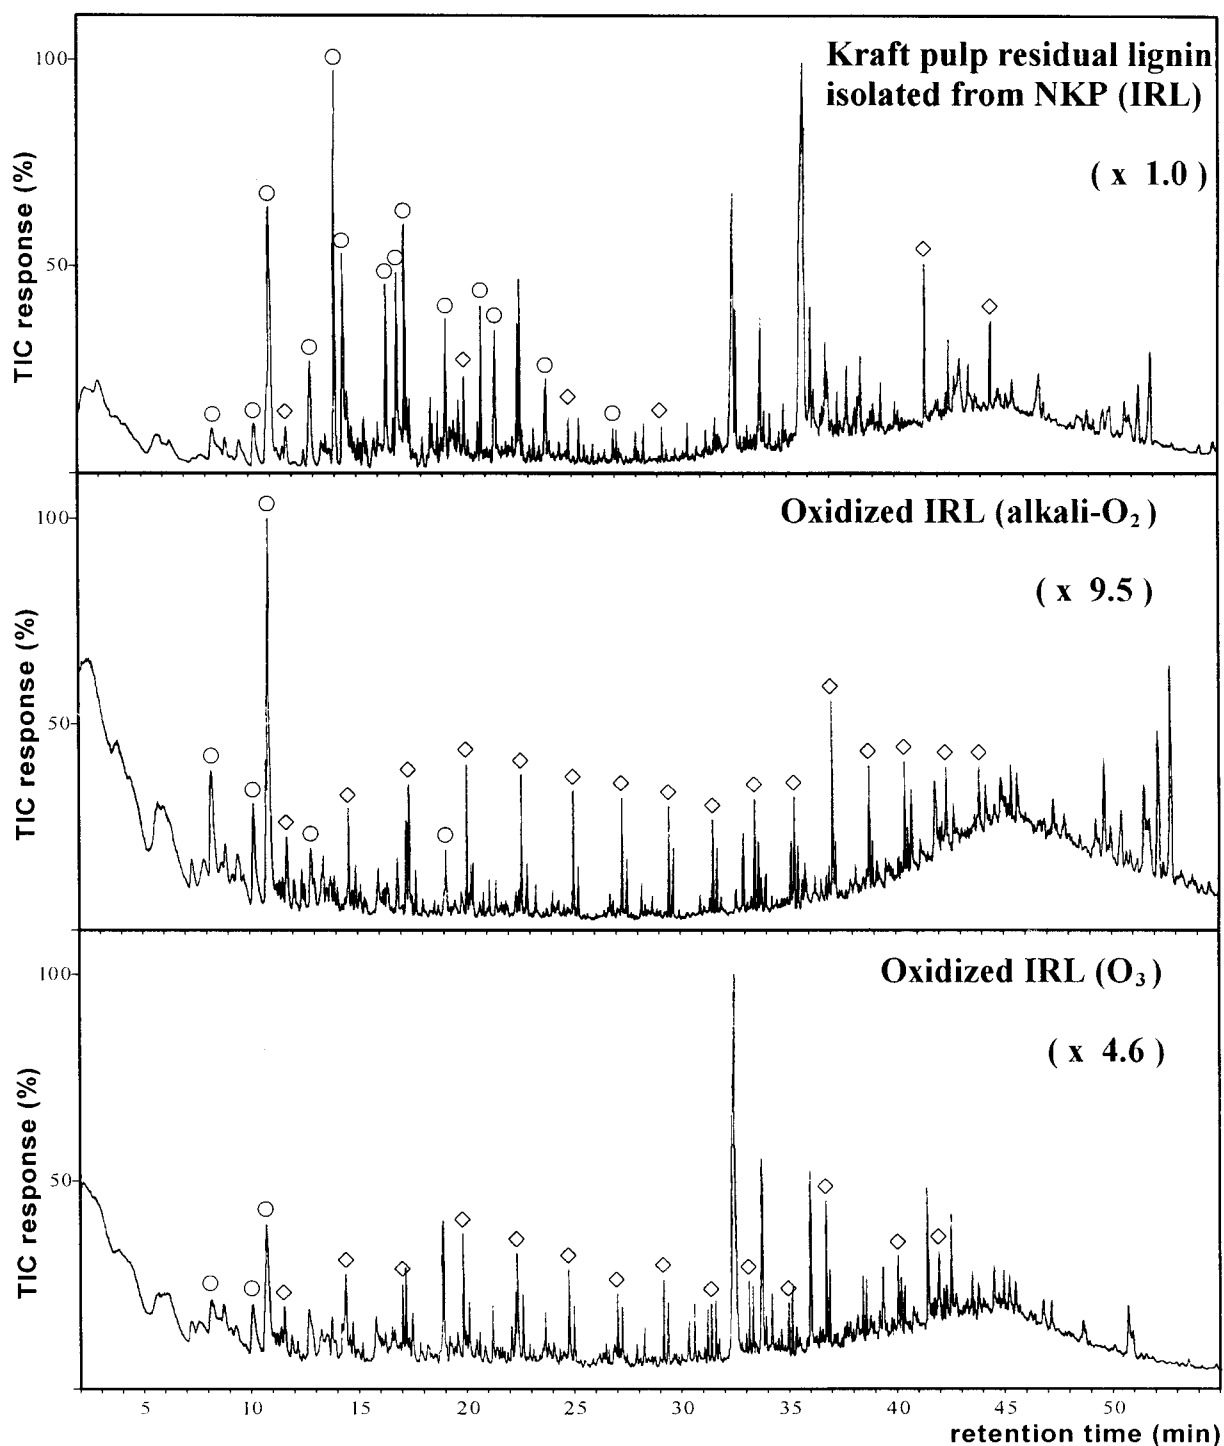 Kraft pulp residual lignin
isolated from NKP (IRL)
( x 1.0 )
100
50
TIC response (%)
Oxidized IRL (alkali-O₂)
( x 9.5 )
100
50
TIC response (%)
Oxidized IRL (O₃)
( x 4.6 )
100
50
TIC response (%)
5 10 15 20 25 30 35 40 45 50
retention time (min)